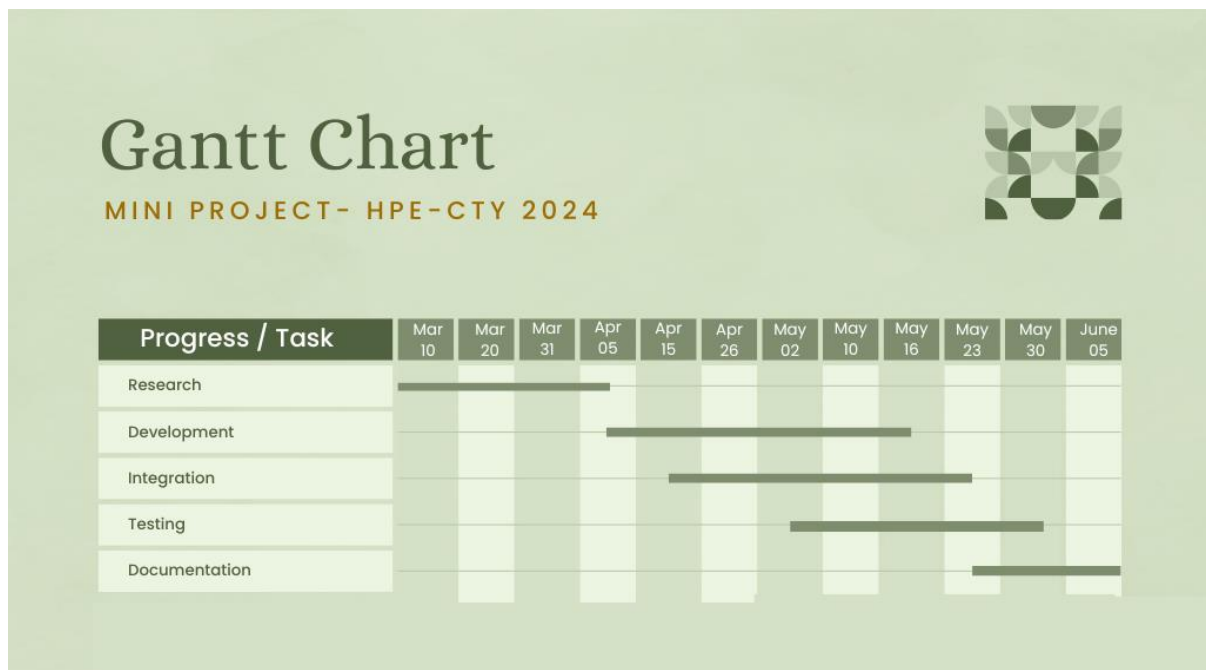 Gantt Chart
MINI PROJECT- HPE-CTY 2024
Progress / Task
Mar 10
Mar 20
Mar 31
Apr 05
Apr 15
Apr 26
May 02
May 10
May 16
May 23
May 30
June 05
Research
Development
Integration
Testing
Documentation